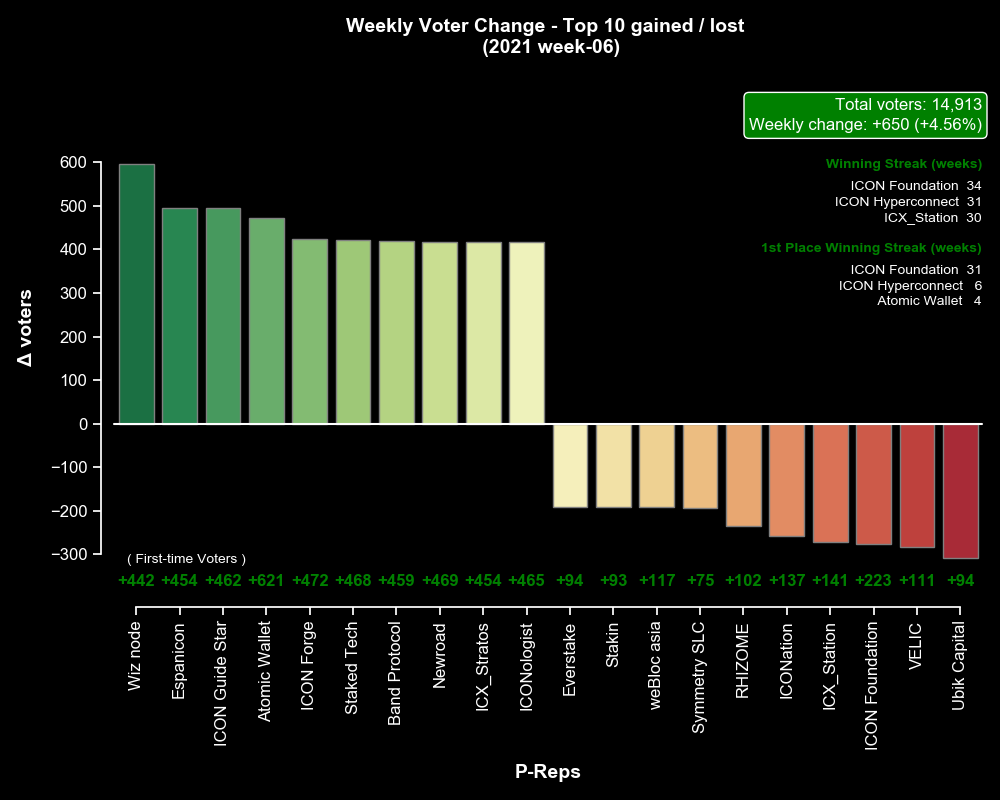 Weekly Voter Change - Top 10 gained / lost
(2021 week-06)
Total voters: 14,913
Weekly change: +650 (+4.56%)
Winning Streak (weeks)
ICON Foundation 34
ICON Hyperconnect 31
ICX_Station 30
1st Place Winning Streak (weeks)
ICON Foundation 31
ICON Hyperconnect 6
Atomic Wallet 4
Δ voters
600
500
400
300
200
100
0
−100
−200
−300
( First-time Voters )
+442 +454 +462 +621 +472 +468 +459 +469 +454 +465 +94 +93 +117 +75 +102 +137 +141 +223 +111 +94
Wiz node
Espanicon
ICON Guide Star
Atomic Wallet
ICON Forge
Staked Tech
Band Protocol
Newroad
ICX_Stratos
ICONologist
Everstake
Stakin
weBloc asia
Symmetry SLC
RHIZOME
ICONation
ICX_Station
ICON Foundation
VELIC
Ubik Capital
P-Reps